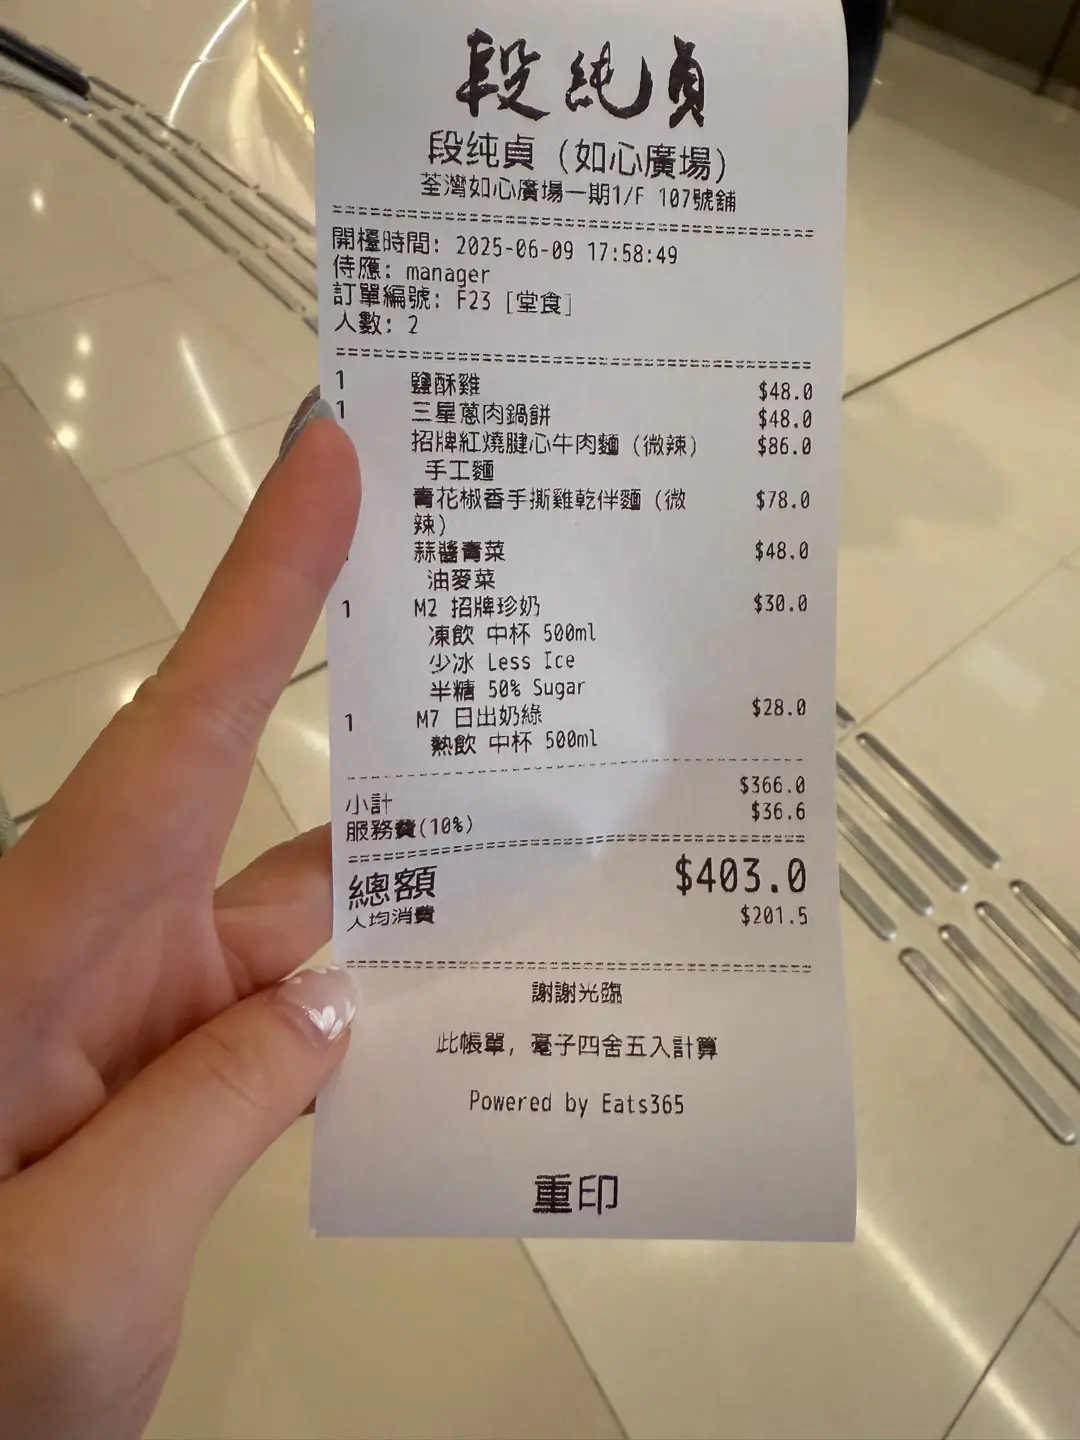 段純貞
段纯貞（如心廣場）
荃灣如心廣場一期1/F 107號舖
開檯時間: 2025-06-09 17:58:49
侍應: manager
訂單編號: F23 [堂食]
人數: 2
1 鹽酥雞 $48.0
1 三星蔥肉鍋餅 $48.0
招牌紅燒腱心牛肉麵（微辣） $86.0
手工麵
青花椒香手撕雞乾伴麵（微 $78.0
辣）
蒜醬青菜 $48.0
油麥菜
1 M2 招牌珍奶 $30.0
凍飲 中杯 500ml
少冰 Less Ice
半糖 50% Sugar
1 M7 日出奶綠 $28.0
熱飲 中杯 500ml
小計 $366.0
服務費(10%) $36.6
總額 $403.0
人均消費 $201.5
謝謝光臨
此帳單, 毫子四舍五入計算
Powered by Eats365
重印